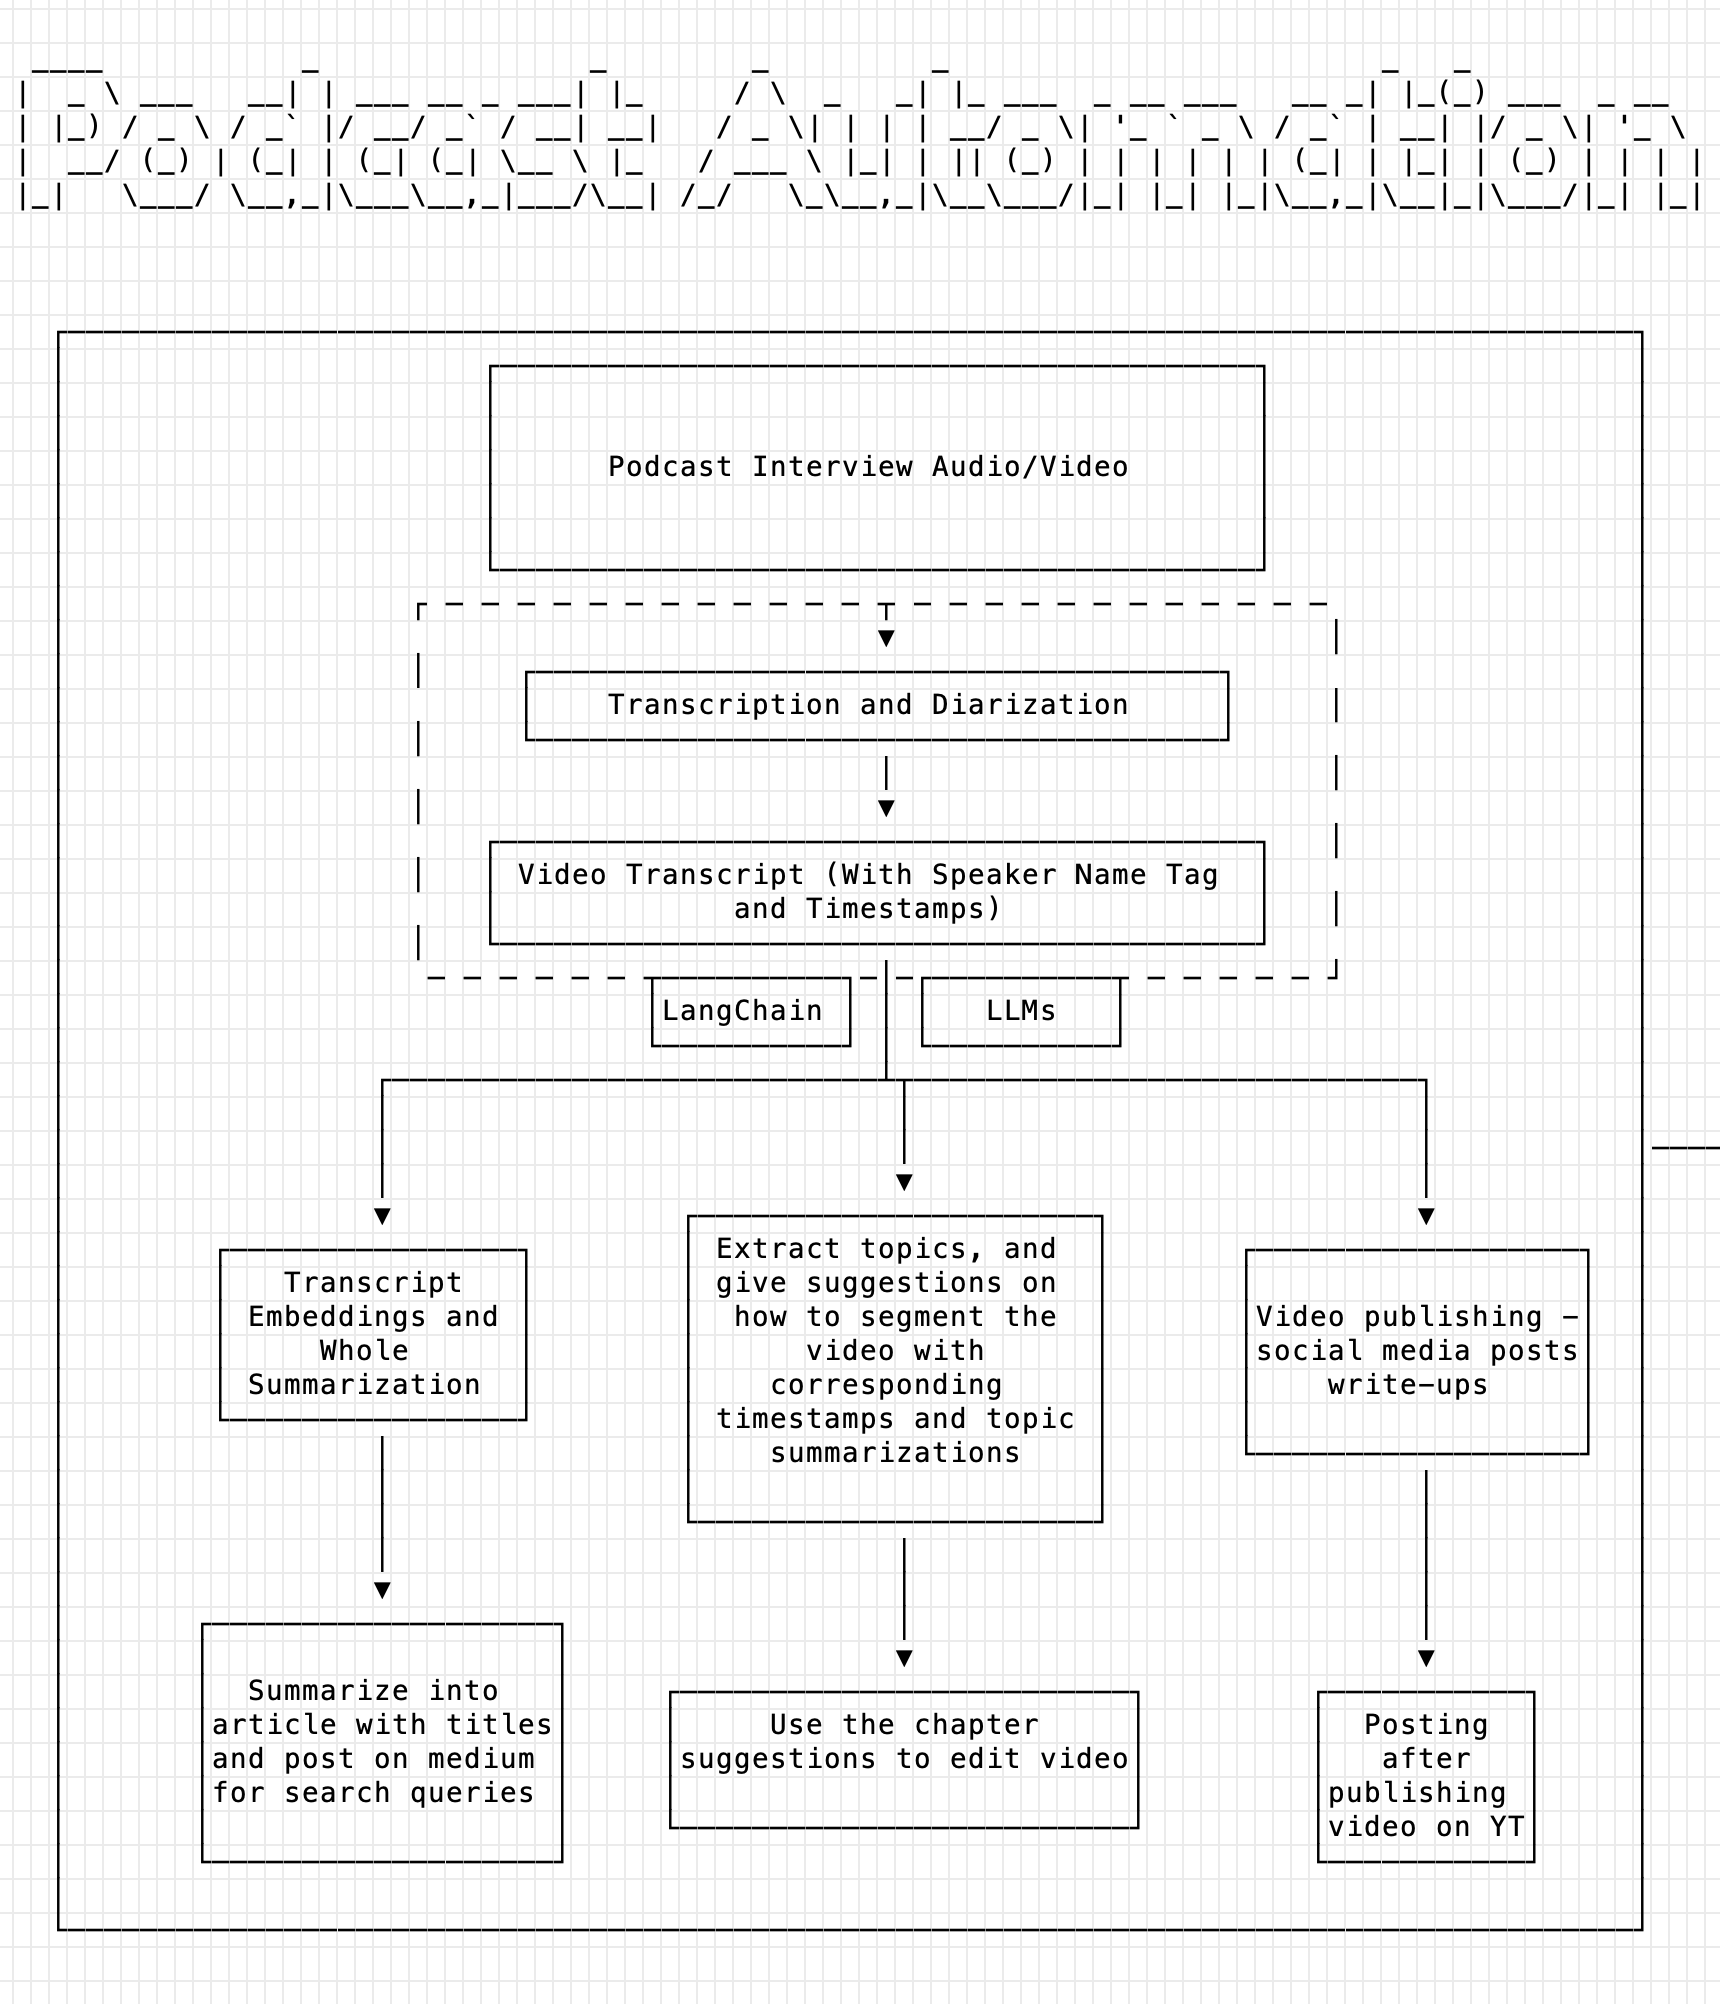 Podcast Automation
Podcast Interview Audio/Video
Transcription and Diarization
Video Transcript (With Speaker Name Tag
and Timestamps)
LangChain
LLMs
Transcript
Embeddings and
Whole
Summarization
Extract topics, and
give suggestions on
how to segment the
video with
corresponding
timestamps and topic
summarizations
Video publishing -
social media posts
write-ups
Summarize into
article with titles
and post on medium
for search queries
Use the chapter
suggestions to edit video
Posting
after
publishing
video on YT